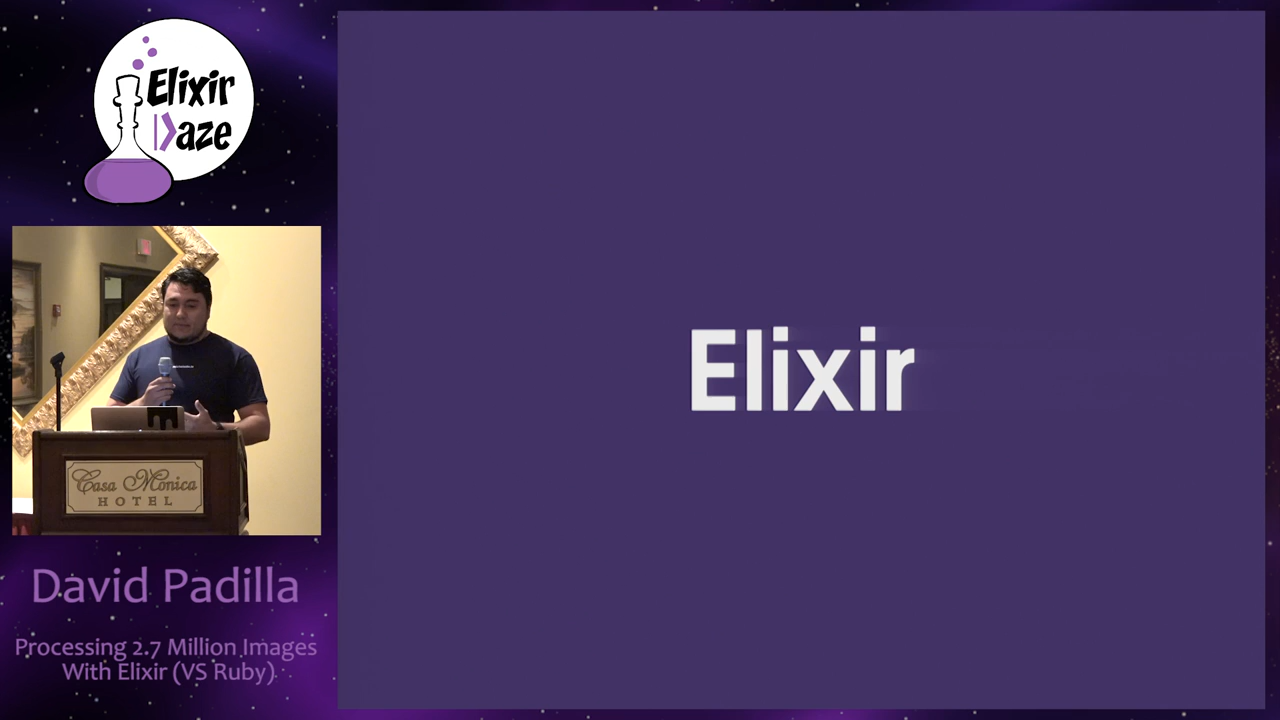 Elixir
|>aze
Elixir
Casa Monica
HOTEL
David Padilla
Processing 2.7 Million Images
With Elixir (VS Ruby)